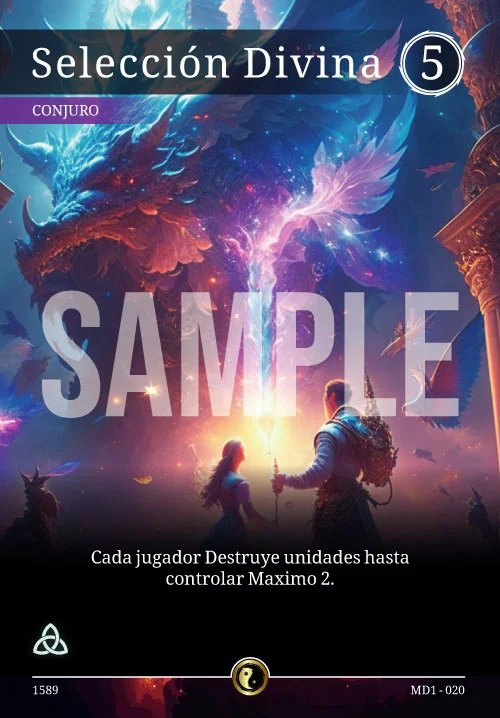 Selección Divina 5
CONJURO
SAMPLE
Cada jugador Destruye unidades hasta
controlar Maximo 2.
1589 MD1 - 020